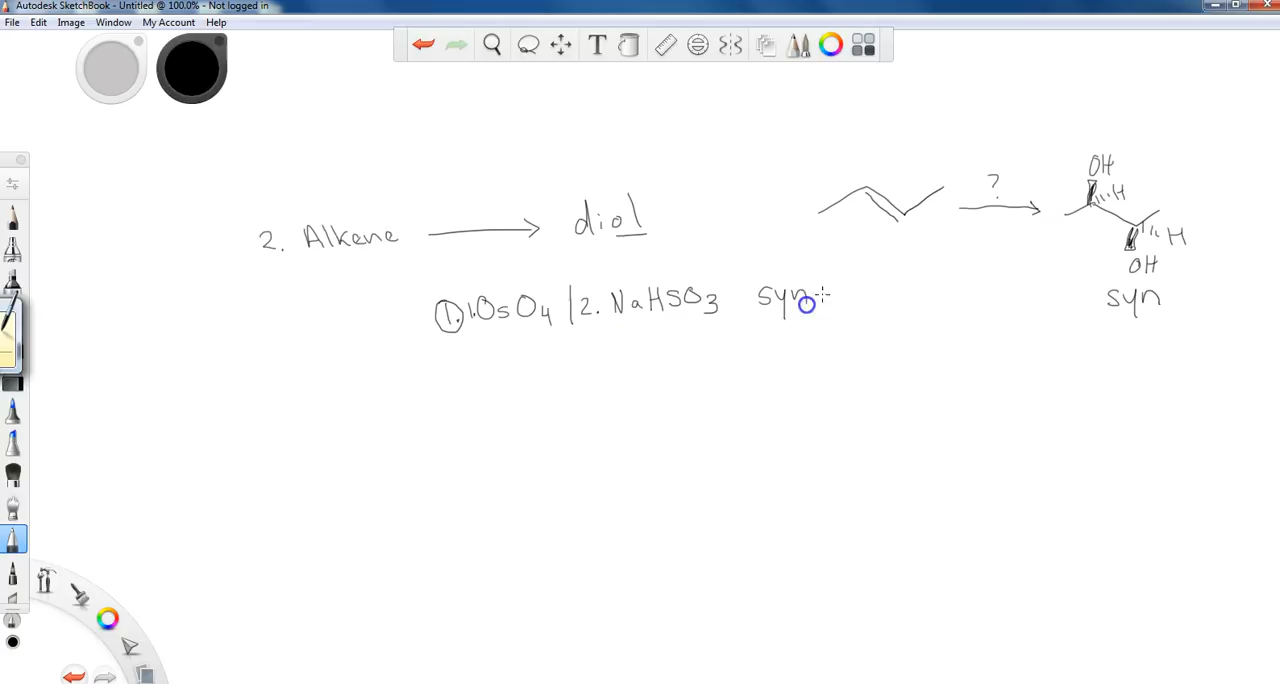 Autodesk SketchBook - Untitled @ 100.0% - Not logged in
File Edit Image Window My Account Help
T
OH
?
H
2. Alkene diol
H
OH
1. 1. OsO4 | 2. NaHSO3 syn
syn